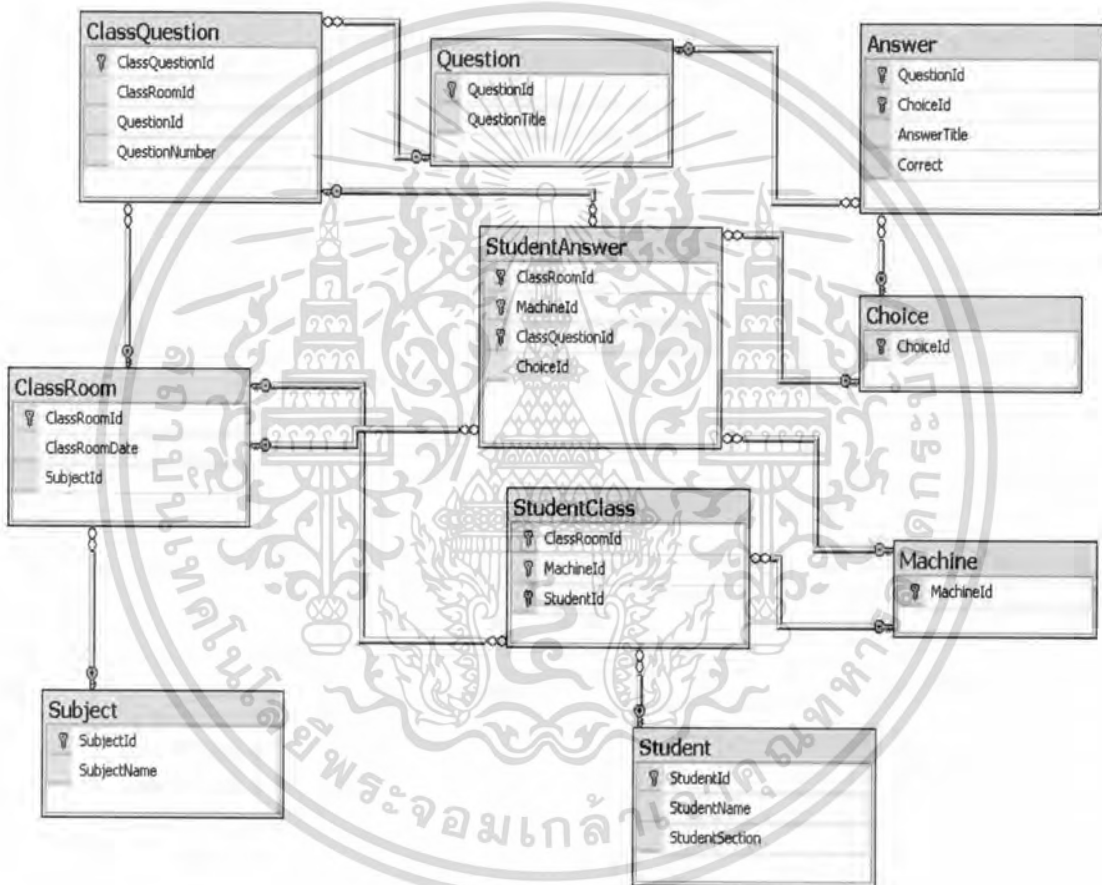 ClassQuestion
ClassQuestionId
ClassRoomId
QuestionId
QuestionNumber
Question
QuestionId
QuestionTitle
Answer
QuestionId
ChoiceId
AnswerTitle
Correct
StudentAnswer
ClassRoomId
MachineId
ClassQuestionId
ChoiceId
Choice
ChoiceId
ClassRoom
ClassRoomId
ClassRoomDate
SubjectId
StudentClass
ClassRoomId
MachineId
StudentId
Machine
MachineId
Subject
SubjectId
SubjectName
Student
StudentId
StudentName
StudentSection